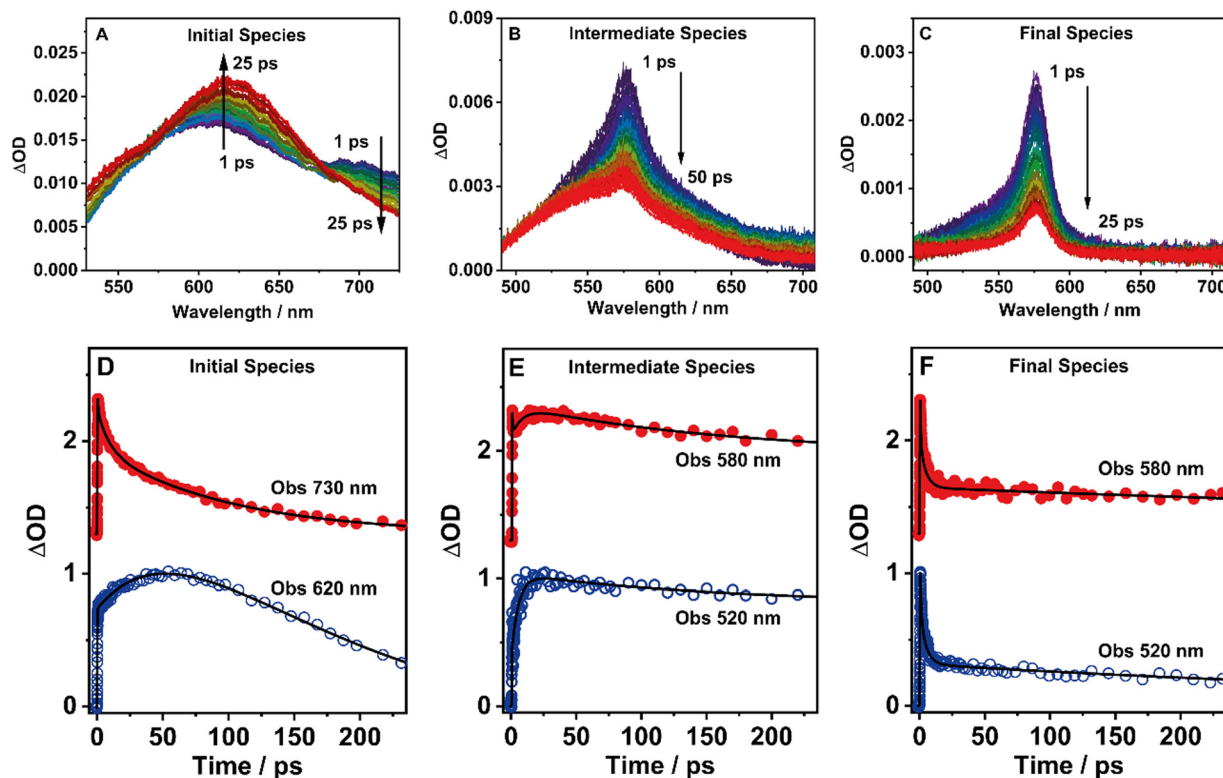 A
Initial Species
0.025
0.020
0.015
0.010
0.005
0.000
ΔOD
25 ps
1 ps
1 ps
25 ps
550
600
650
700
Wavelength / nm
B
Intermediate Species
0.009
0.006
0.003
0.000
ΔOD
1 ps
50 ps
500
550
600
650
700
Wavelength / nm
C
Final Species
0.003
0.002
0.001
0.000
ΔOD
1 ps
25 ps
500
550
600
650
700
Wavelength / nm
D
Initial Species
2
1
0
ΔOD
Obs 730 nm
Obs 620 nm
0
50
100
150
200
Time / ps
E
Intermediate Species
2
1
0
ΔOD
Obs 580 nm
Obs 520 nm
0
50
100
150
200
Time / ps
F
Final Species
2
1
0
ΔOD
Obs 580 nm
Obs 520 nm
0
50
100
150
200
Time / ps